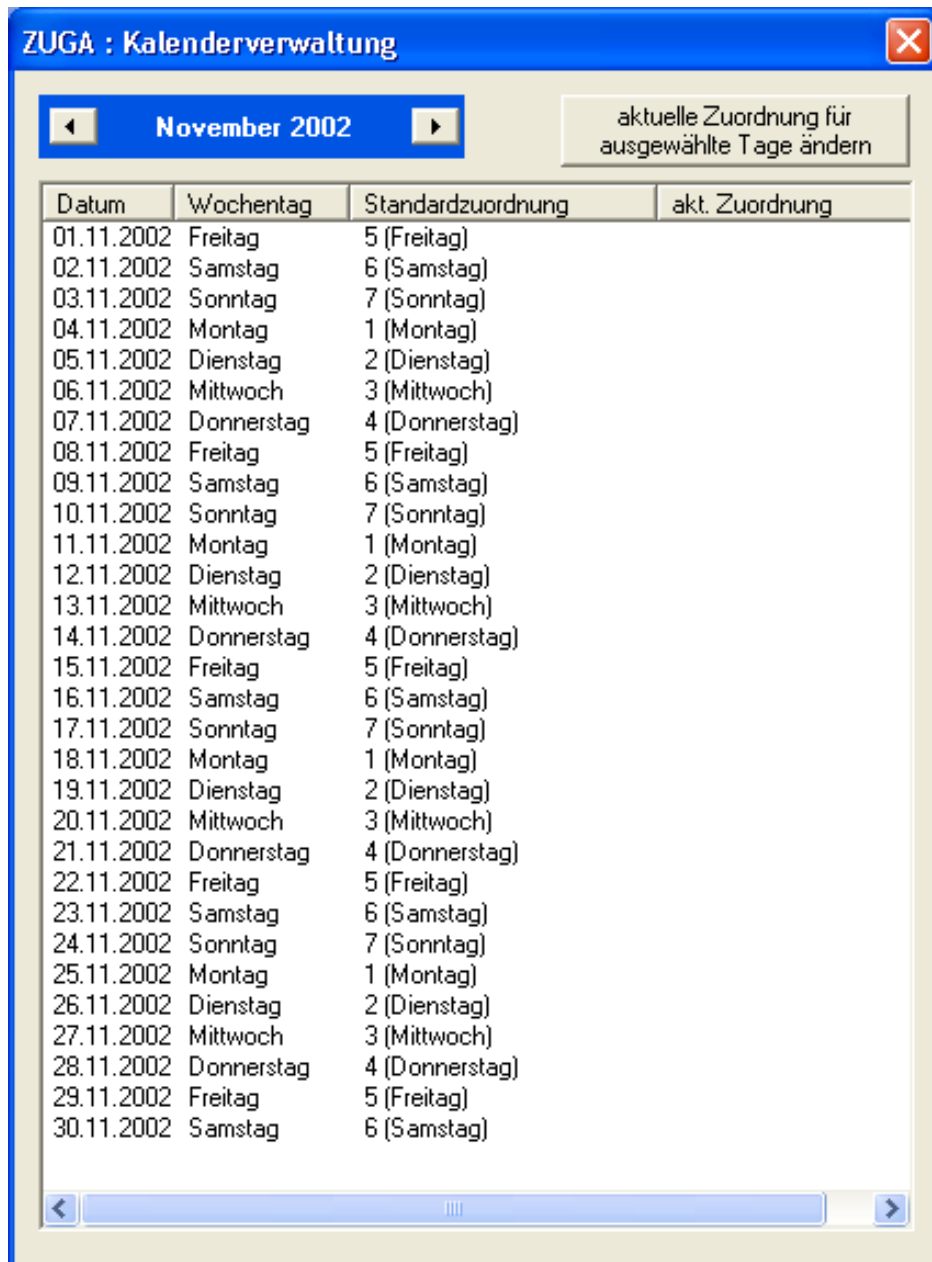 ZUGA : Kalenderverwaltung
November 2002
aktuelle Zuordnung für
ausgewählte Tage ändern
Datum Wochentag Standardzuordnung akt. Zuordnung
01.11.2002 Freitag 5 (Freitag)
02.11.2002 Samstag 6 (Samstag)
03.11.2002 Sonntag 7 (Sonntag)
04.11.2002 Montag 1 (Montag)
05.11.2002 Dienstag 2 (Dienstag)
06.11.2002 Mittwoch 3 (Mittwoch)
07.11.2002 Donnerstag 4 (Donnerstag)
08.11.2002 Freitag 5 (Freitag)
09.11.2002 Samstag 6 (Samstag)
10.11.2002 Sonntag 7 (Sonntag)
11.11.2002 Montag 1 (Montag)
12.11.2002 Dienstag 2 (Dienstag)
13.11.2002 Mittwoch 3 (Mittwoch)
14.11.2002 Donnerstag 4 (Donnerstag)
15.11.2002 Freitag 5 (Freitag)
16.11.2002 Samstag 6 (Samstag)
17.11.2002 Sonntag 7 (Sonntag)
18.11.2002 Montag 1 (Montag)
19.11.2002 Dienstag 2 (Dienstag)
20.11.2002 Mittwoch 3 (Mittwoch)
21.11.2002 Donnerstag 4 (Donnerstag)
22.11.2002 Freitag 5 (Freitag)
23.11.2002 Samstag 6 (Samstag)
24.11.2002 Sonntag 7 (Sonntag)
25.11.2002 Montag 1 (Montag)
26.11.2002 Dienstag 2 (Dienstag)
27.11.2002 Mittwoch 3 (Mittwoch)
28.11.2002 Donnerstag 4 (Donnerstag)
29.11.2002 Freitag 5 (Freitag)
30.11.2002 Samstag 6 (Samstag)